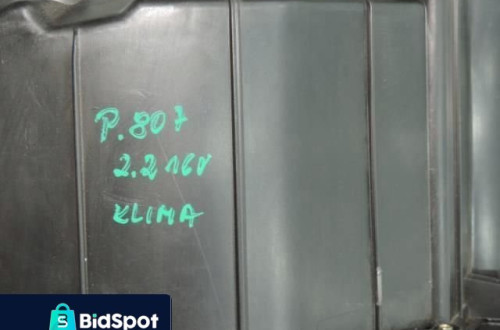 P.807
2.2 16V
KLIMA
BidSpot